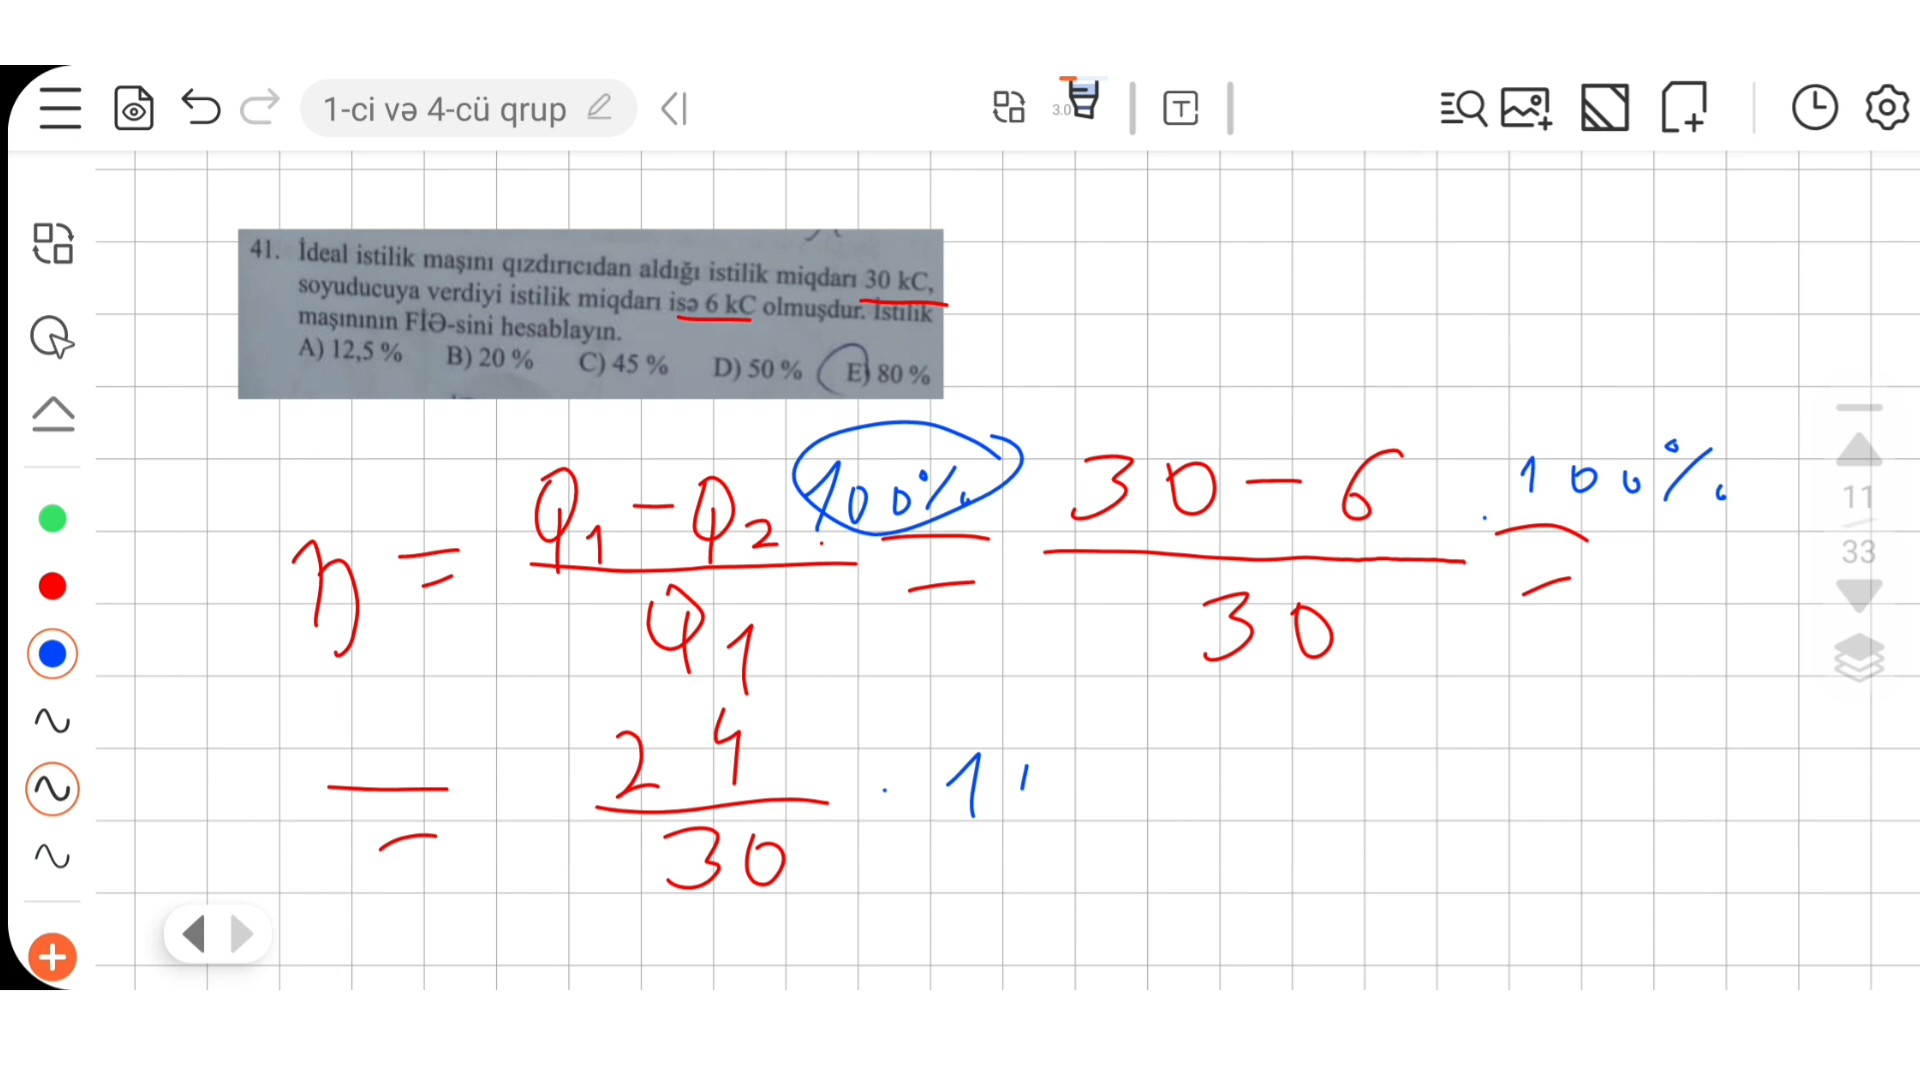 1-ci və 4-cü qrup
3.0
T
41. İdeal istilik maşını qızdırıcıdan aldığı istilik miqdarı 30 kC,
soyuducuya verdiyi istilik miqdarı isə 6 kC olmuşdur. İstilik
maşınının FİƏ-sini hesablayın.
A) 12,5 % B) 20 % C) 45 % D) 50 % E) 80 %
η = (Q1 − Q2)/Q1 · 100% = (30 − 6)/30 · 100% =
= 24/30 · 1
11
33